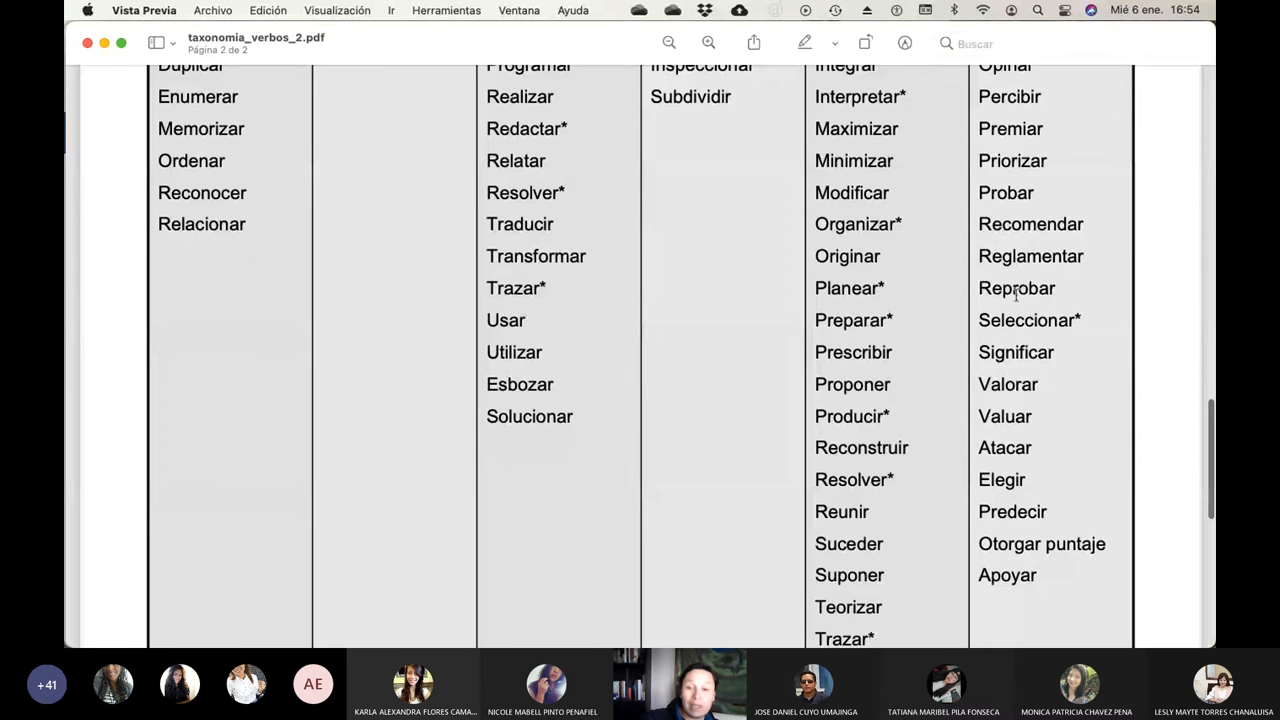 Vista Previa Archivo Edición Visualización Ir Herramientas Ventana Ayuda Mié 6 ene. 16:54
taxonomia_verbos_2.pdf
Página 2 de 2
Buscar
Duplicar
Enumerar
Memorizar
Ordenar
Reconocer
Relacionar
Programar
Realizar
Redactar*
Relatar
Resolver*
Traducir
Transformar
Trazar*
Usar
Utilizar
Esbozar
Solucionar
Inspeccionar
Subdividir
Integrar
Interpretar*
Maximizar
Minimizar
Modificar
Organizar*
Originar
Planear*
Preparar*
Prescribir
Proponer
Producir*
Reconstruir
Resolver*
Reunir
Suceder
Suponer
Teorizar
Trazar*
Opinar
Percibir
Premiar
Priorizar
Probar
Recomendar
Reglamentar
Reprobar
Seleccionar*
Significar
Valorar
Valuar
Atacar
Elegir
Predecir
Otorgar puntaje
Apoyar
+41
AE
KARLA ALEXANDRA FLORES CAMA...
NICOLE MABELL PINTO PENAFIEL
JOSE DANIEL CUYO UMAJINGA
TATIANA MARIBEL PILA FONSECA
MONICA PATRICIA CHAVEZ PENA
LESLY MAYTE TORRES CHANALUISA